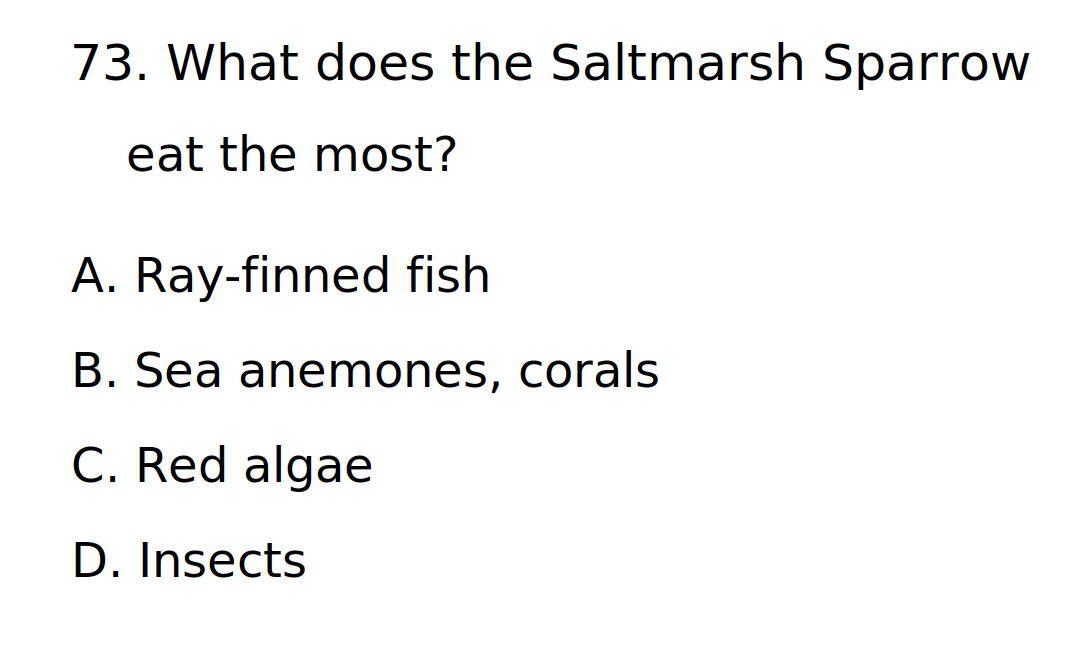 73. What does the Saltmarsh Sparrow
eat the most?
A. Ray-finned fish
B. Sea anemones, corals
C. Red algae
D. Insects